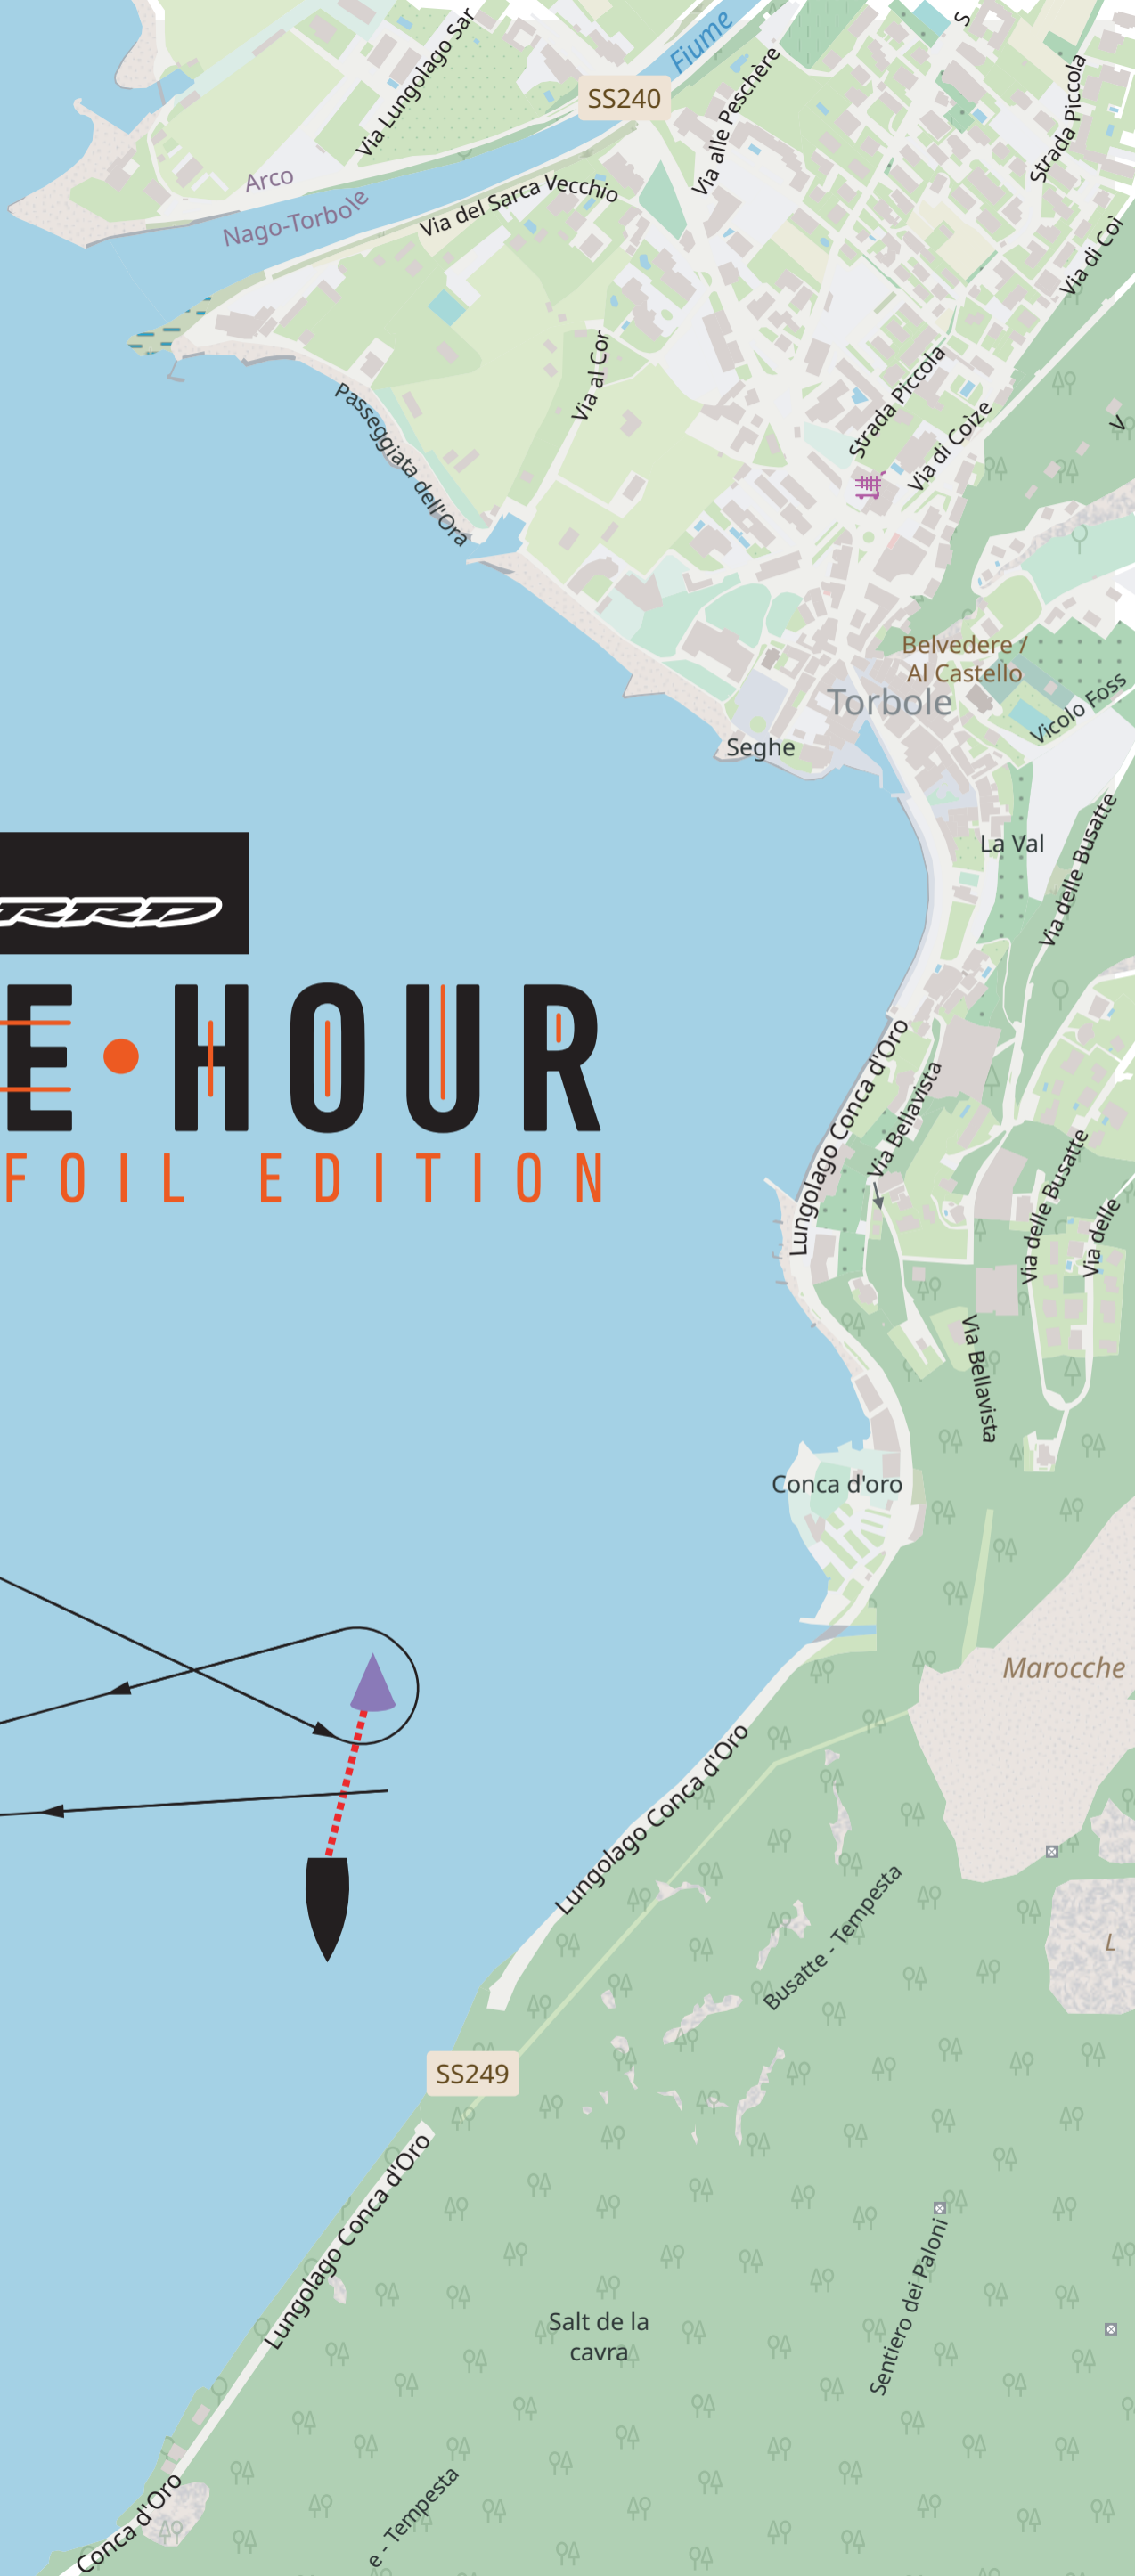 Fiume
S
Via Lungolago Sar
SS240
Via alle Peschère
Strada Piccola
Arco
Nago-Torbole
Via del Sarca Vecchio
Via di Coì
Via al Cor
Passeggiata dell'Ora
Strada Piccola
Via di Coìze
V
Belvedere /
Al Castello
Torbole
Vicolo Foss
Seghe
La Val
Via delle Busatte
RRD
E•HOUR
FOIL EDITION
Lungolago Conca d'Oro
Via Bellavista
Via delle Busatte
Via delle
Via Bellavista
Conca d'oro
Marocche
Lungolago Conca d'Oro
Busatte - Tempesta
L
SS249
Lungolago Conca d'Oro
Sentiero dei Paloni
Salt de la
cavra
Conca d'Oro
e - Tempesta